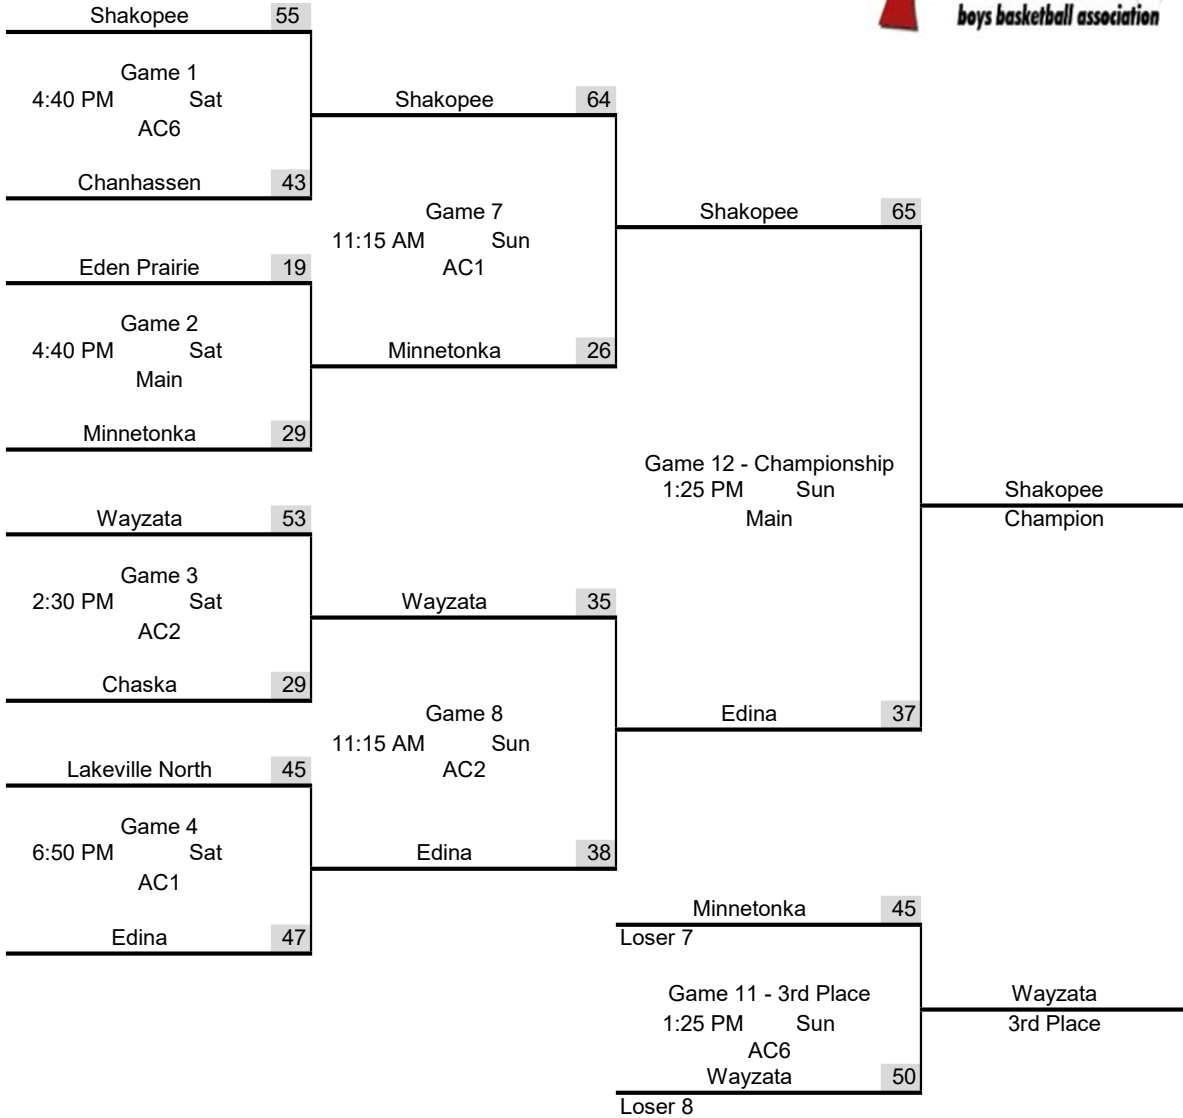 boys basketball association
Shakopee 55
Game 1
4:40 PM Sat
AC6
Chanhassen 43
Eden Prairie 19
Game 2
4:40 PM Sat
Main
Minnetonka 29
Wayzata 53
Game 3
2:30 PM Sat
AC2
Chaska 29
Lakeville North 45
Game 4
6:50 PM Sat
AC1
Edina 47
Shakopee 64
Game 7
11:15 AM Sun
AC1
Minnetonka 26
Wayzata 35
Game 8
11:15 AM Sun
AC2
Edina 38
Shakopee 65
Game 12 - Championship
1:25 PM Sun
Main
Edina 37
Shakopee
Champion
Minnetonka 45
Loser 7
Game 11 - 3rd Place
1:25 PM Sun
AC6
Wayzata 50
Loser 8
Wayzata
3rd Place